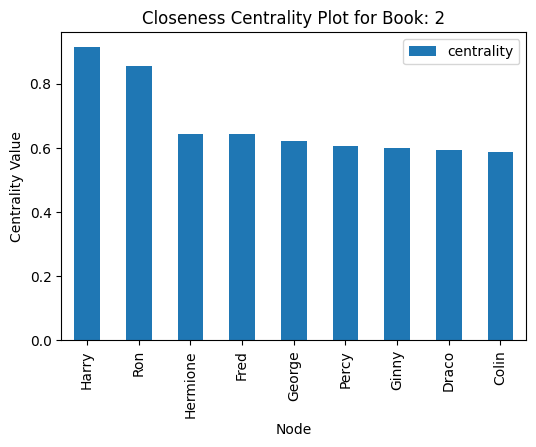 Closeness Centrality Plot for Book: 2
centrality
Centrality Value
0.8
0.6
0.4
0.2
0.0
Harry
Ron
Hermione
Fred
George
Percy
Ginny
Draco
Colin
Node